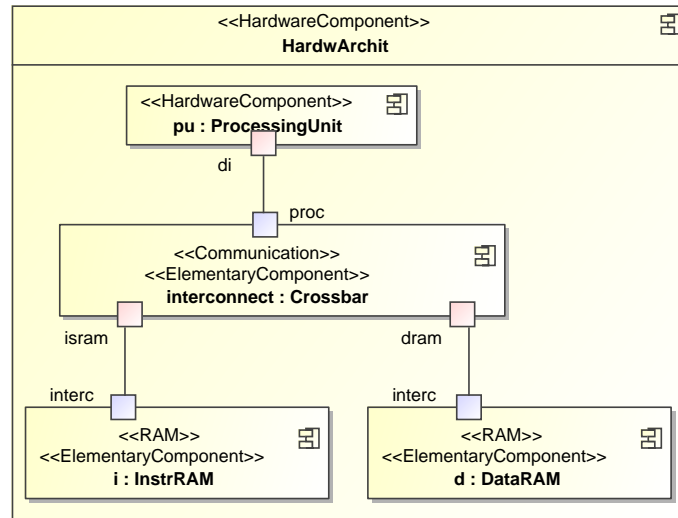 <<HardwareComponent>>
HardwArchit
<<HardwareComponent>>
pu : ProcessingUnit
di
proc
<<Communication>>
<<ElementaryComponent>>
interconnect : Crossbar
isram
dram
interc
interc
<<RAM>>
<<ElementaryComponent>>
i : InstrRAM
<<RAM>>
<<ElementaryComponent>>
d : DataRAM